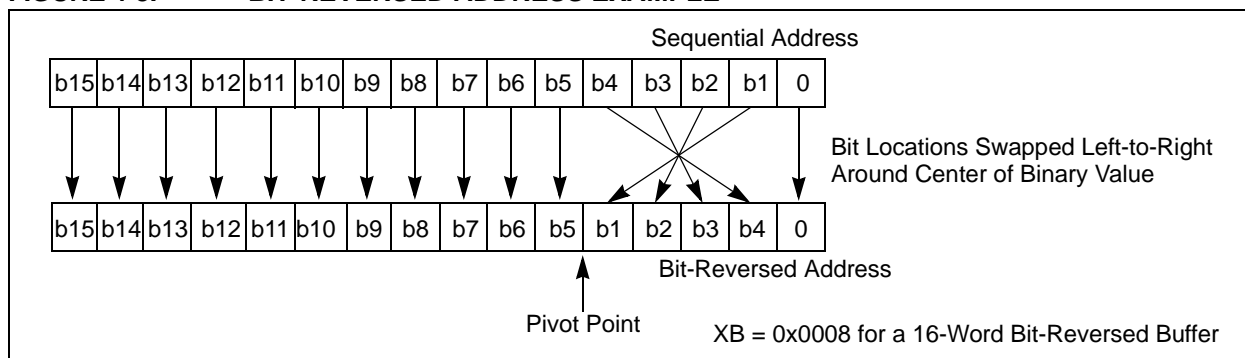 Sequential Address
b15 b14 b13 b12 b11 b10 b9 b8 b7 b6 b5 b4 b3 b2 b1 0
Bit Locations Swapped Left-to-Right
Around Center of Binary Value
b15 b14 b13 b12 b11 b10 b9 b8 b7 b6 b5 b1 b2 b3 b4 0
Bit-Reversed Address
Pivot Point
XB = 0x0008 for a 16-Word Bit-Reversed Buffer